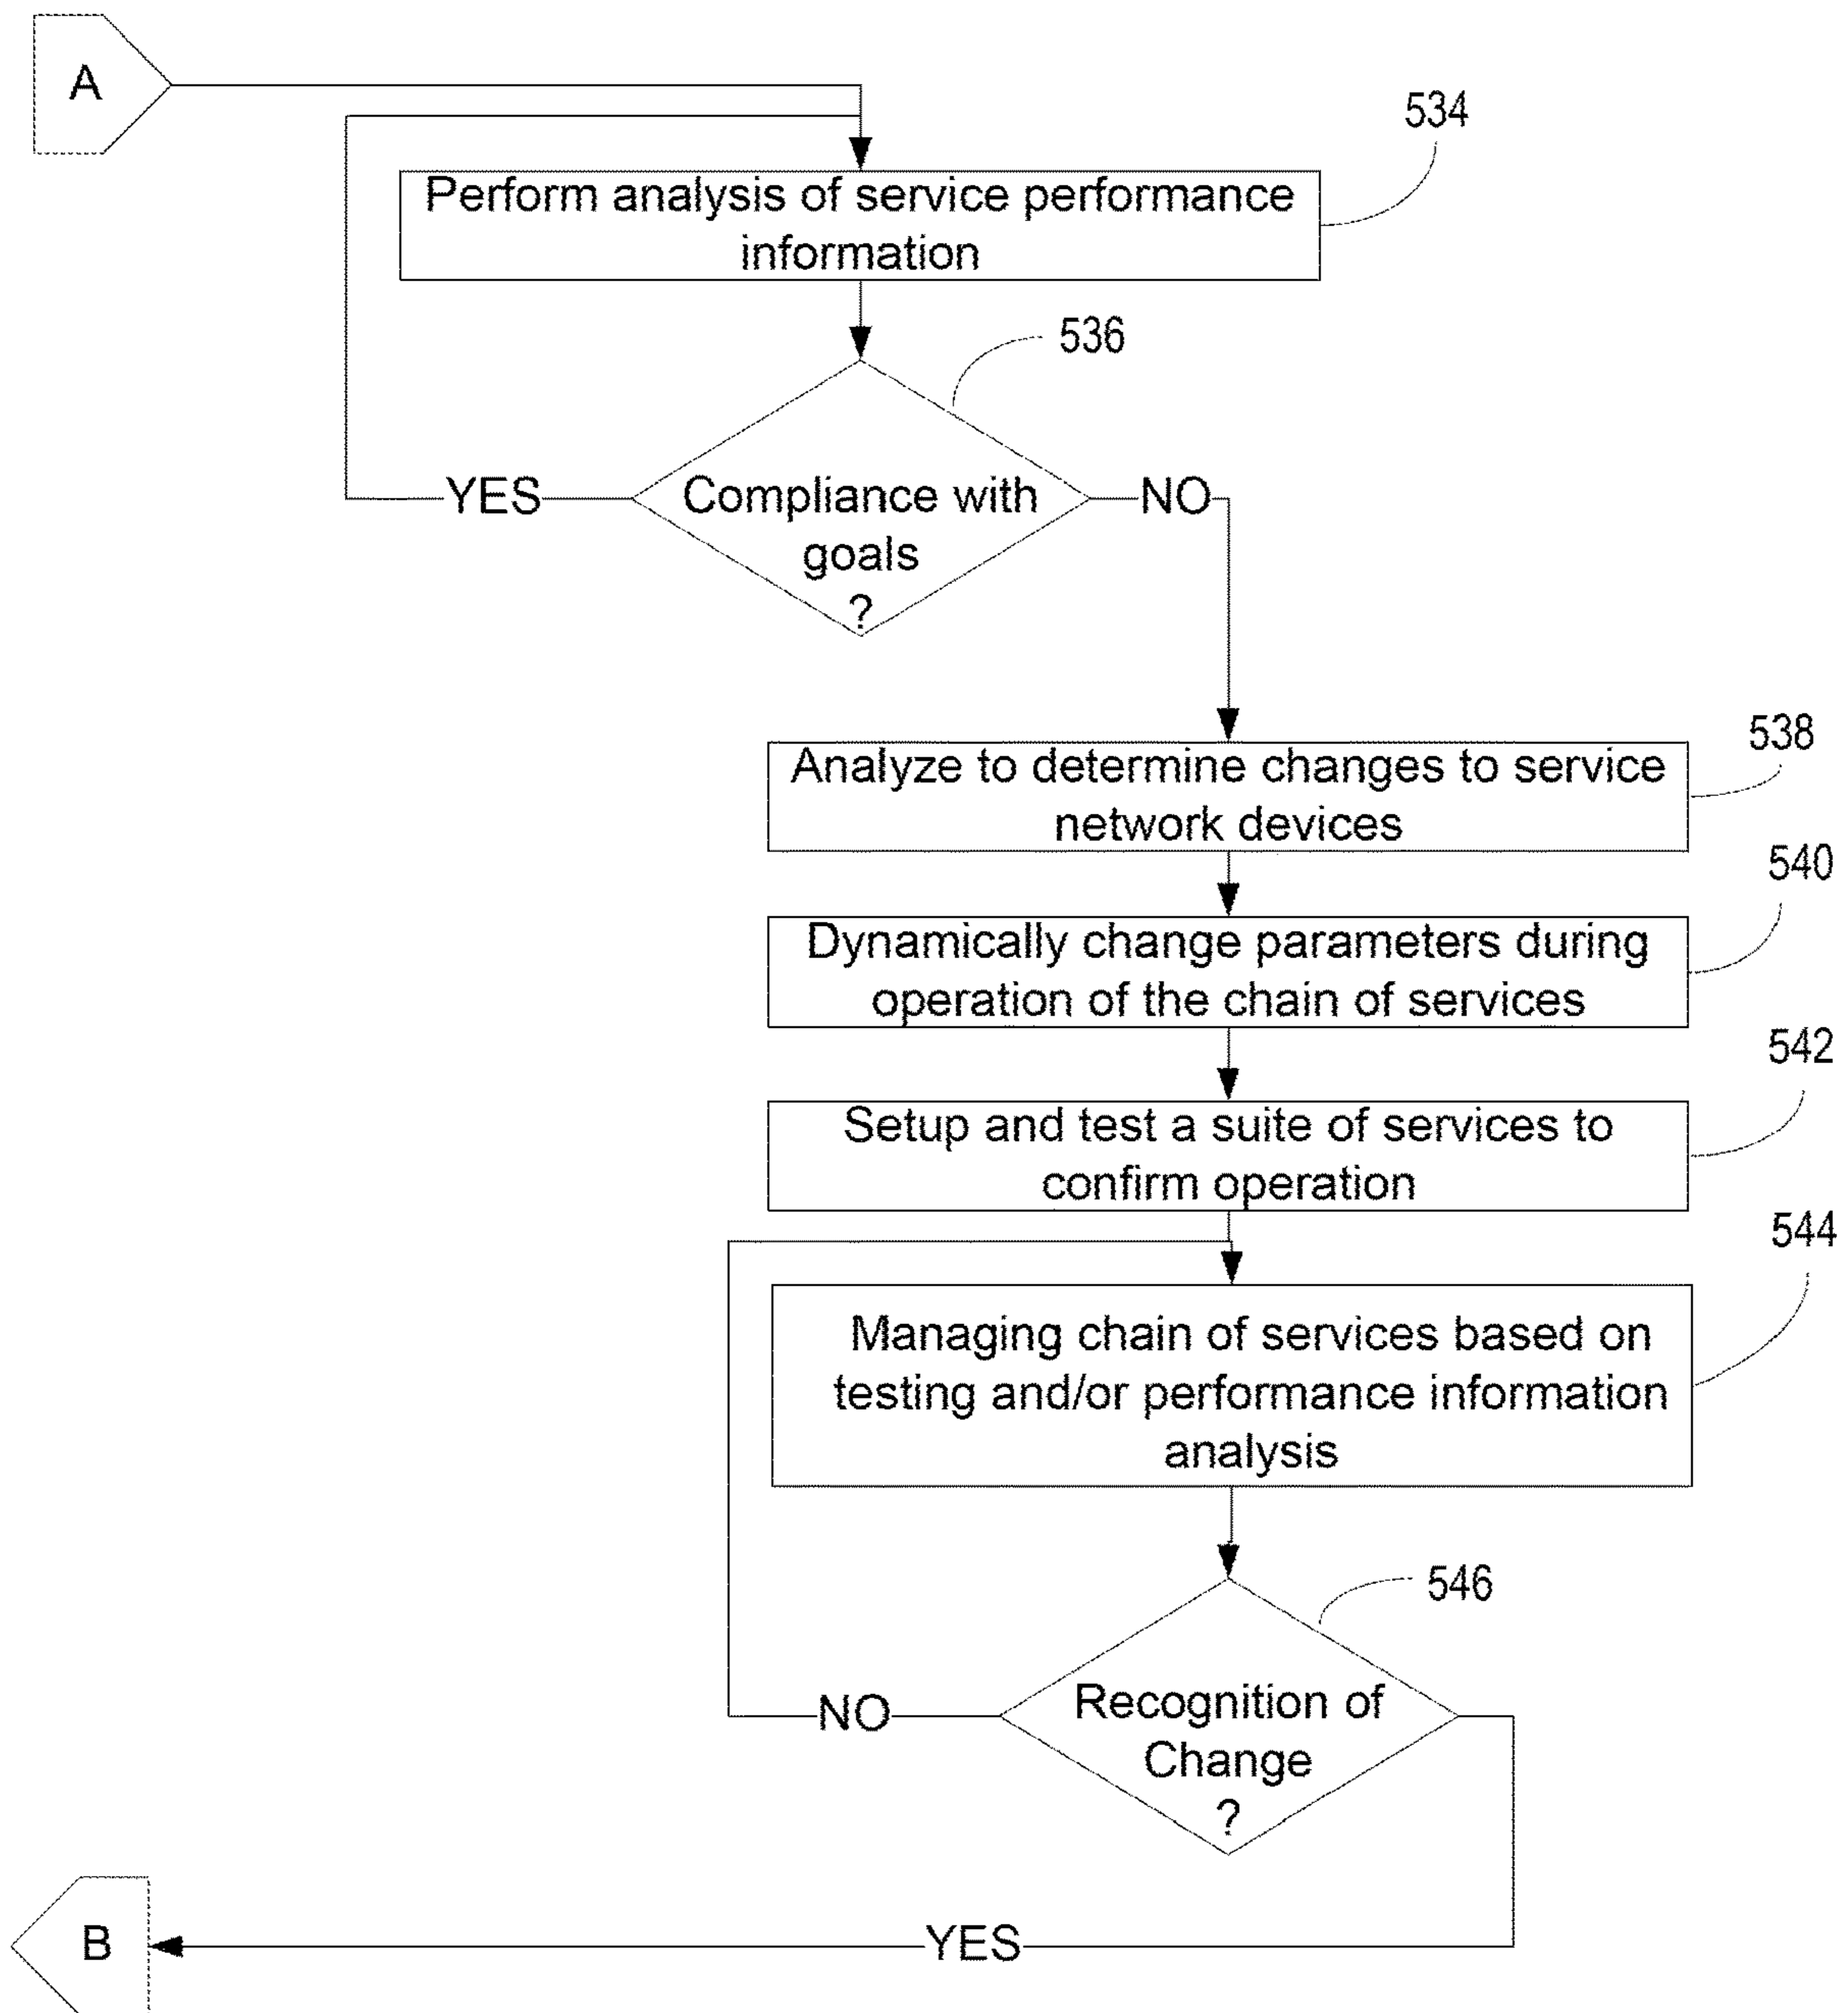 A
534
Perform analysis of service performance
information
536
YES
Compliance with
goals
?
NO
538
Analyze to determine changes to service
network devices
540
Dynamically change parameters during
operation of the chain of services
542
Setup and test a suite of services to
confirm operation
544
Managing chain of services based on
testing and/or performance information
analysis
546
NO
Recognition of
Change
?
B
YES